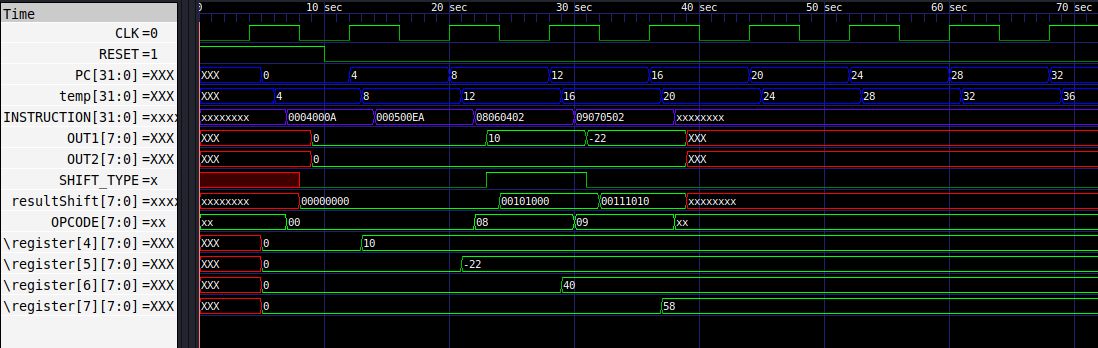 Time 0 10 sec 20 sec 30 sec 40 sec 50 sec 60 sec 70 sec
CLK =0
RESET =1
PC[31:0] =XXX XXX 0 4 8 12 16 20 24 28 32
temp[31:0] =XXX XXX 4 8 12 16 20 24 28 32 36
INSTRUCTION[31:0] =xxxx xxxxxxxx 0004000A 000500EA 08060402 09070502 xxxxxxxx
OUT1[7:0] =XXX XXX 0 10 -22 XXX
OUT2[7:0] =XXX XXX 0 XXX
SHIFT_TYPE =x
resultShift[7:0] =xxxx xxxxxxxx 00000000 00101000 00111010 xxxxxxxx
OPCODE[7:0] =xx xx 00 08 09 xx
\register[4][7:0] =XXX XXX 0 10
\register[5][7:0] =XXX XXX 0 -22
\register[6][7:0] =XXX XXX 0 40
\register[7][7:0] =XXX XXX 0 58